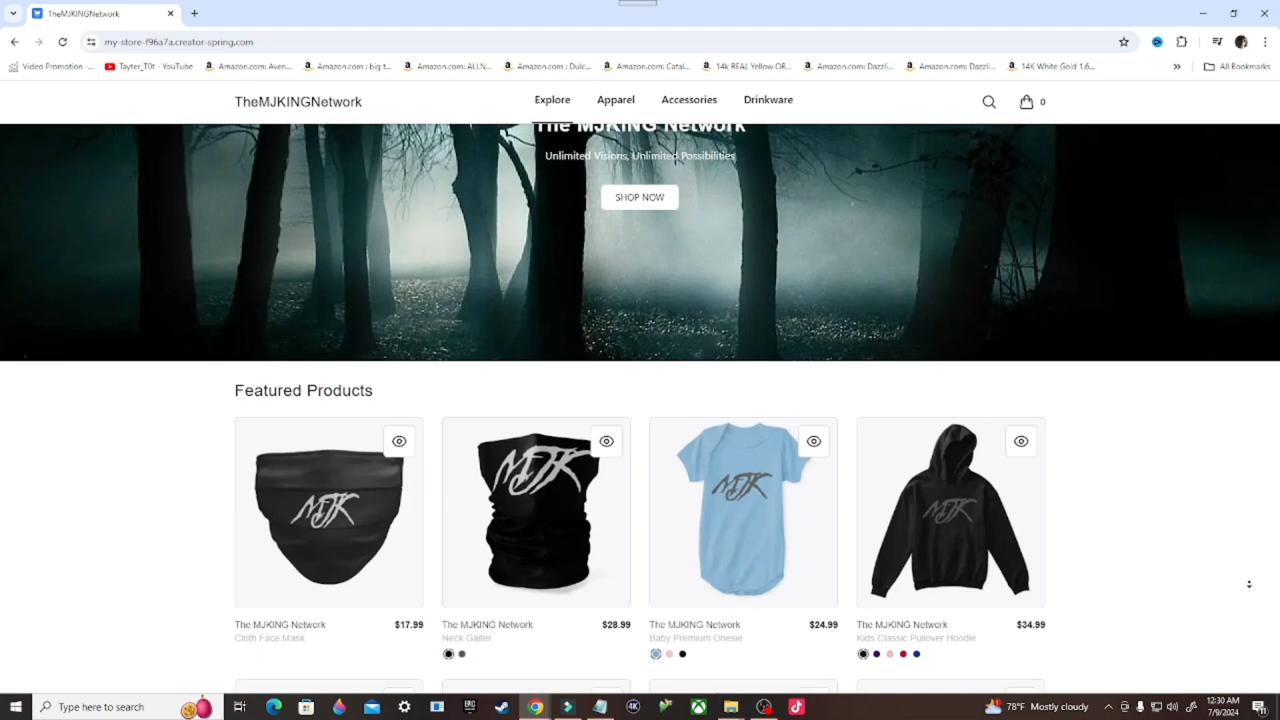 TheMJKINGNetwork
my-store-f96a7a.creator-spring.com
Video Promotion -...
Tayter_T0t - YouTube
Amazon.com: Aven...
Amazon.com : big t...
Amazon.com: ALLN...
Amazon.com : Dulc...
Amazon.com: Catal...
14k REAL Yellow OR...
Amazon.com: Dazzli...
Amazon.com: Dazzli...
14K White Gold 1.6...
All Bookmarks
TheMJKINGNetwork
Explore
Apparel
Accessories
Drinkware
0
The MJKING Network
Unlimited Visions, Unlimited Possibilities
SHOP NOW
Featured Products
MJK
MJK
MJK
MJK
The MJKING Network $17.99
Cloth Face Mask
The MJKING Network $28.99
Neck Gaiter
The MJKING Network $24.99
Baby Premium Onesie
The MJKING Network $34.99
Kids Classic Pullover Hoodie
Type here to search
EPIC
4K
78°F Mostly cloudy
12:30 AM
7/9/2024